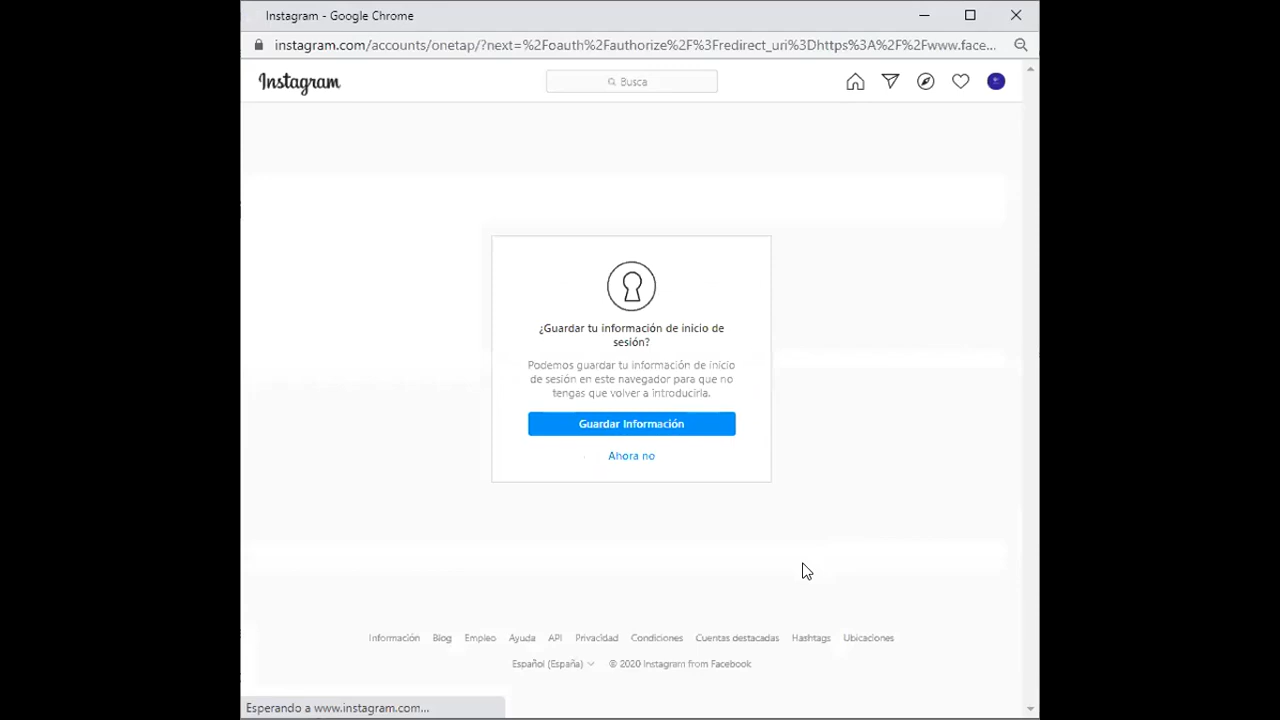 Instagram - Google Chrome
instagram.com/accounts/onetap/?next=%2Foauth%2Fauthorize%2F%3Fredirect_uri%3Dhttps%3A%2F%2Fwww.face...
Instagram
Busca
¿Guardar tu información de inicio de
sesión?
Podemos guardar tu información de inicio
de sesión en este navegador para que no
tengas que volver a introducirla.
Guardar Información
Ahora no
Información Blog Empleo Ayuda API Privacidad Condiciones Cuentas destacadas Hashtags Ubicaciones
Español (España) © 2020 Instagram from Facebook
Esperando a www.instagram.com...